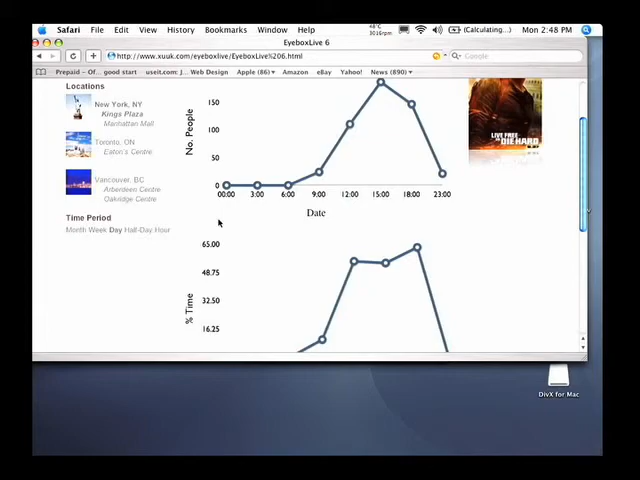 Safari File Edit View History Bookmarks Window Help 48°C 3016rpm (Calculating...) Mon 2:48 PM
EyeboxLive 6
http://www.xuuk.com/eyeboxlive/EyeboxLive%206.html
Google
Prepaid – Of... good start useit.com: J... Web Design Apple (86) Amazon eBay Yahoo! News (890)
Locations
New York, NY
Kings Plaza
Manhattan Mall
Toronto, ON
Eaton's Centre
Vancouver, BC
Arberdeen Centre
Oakridge Centre
Time Period
Month Week Day Half-Day Hour
No. People
150
100
50
0
00:00 3:00 6:00 9:00 12:00 15:00 18:00 23:00
Date
% Time
65.00
48.75
32.50
16.25
LIVE FREE
OR DIE HARD
DivX for Mac